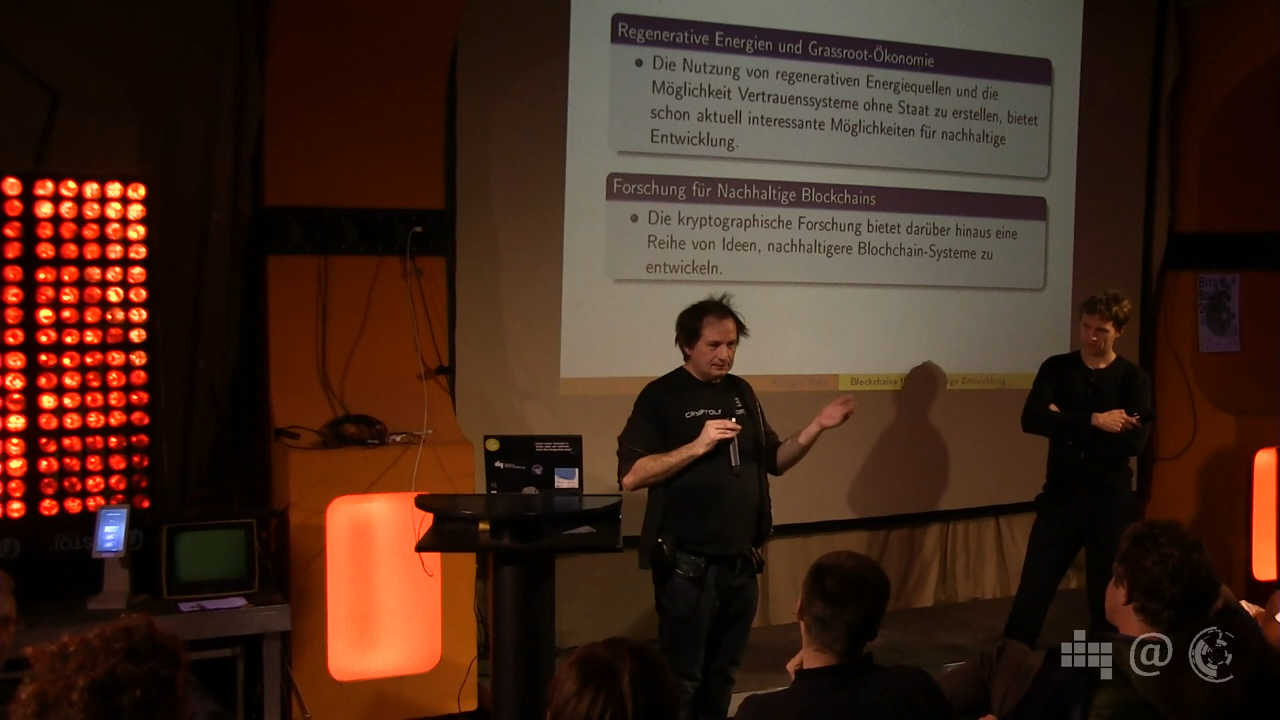 Regenerative Energien und Grassroot-Ökonomie
Die Nutzung von regenerativen Energiequellen und die
Möglichkeit Vertrauenssysteme ohne Staat zu erstellen, bietet
schon aktuell interessante Möglichkeiten für nachhaltige
Entwicklung.
Forschung für Nachhaltige Blockchains
Die kryptographische Forschung bietet darüber hinaus eine
Reihe von Ideen, nachhaltigere Blochchain-Systeme zu
entwickeln.
Blockchains Entwicklung
@